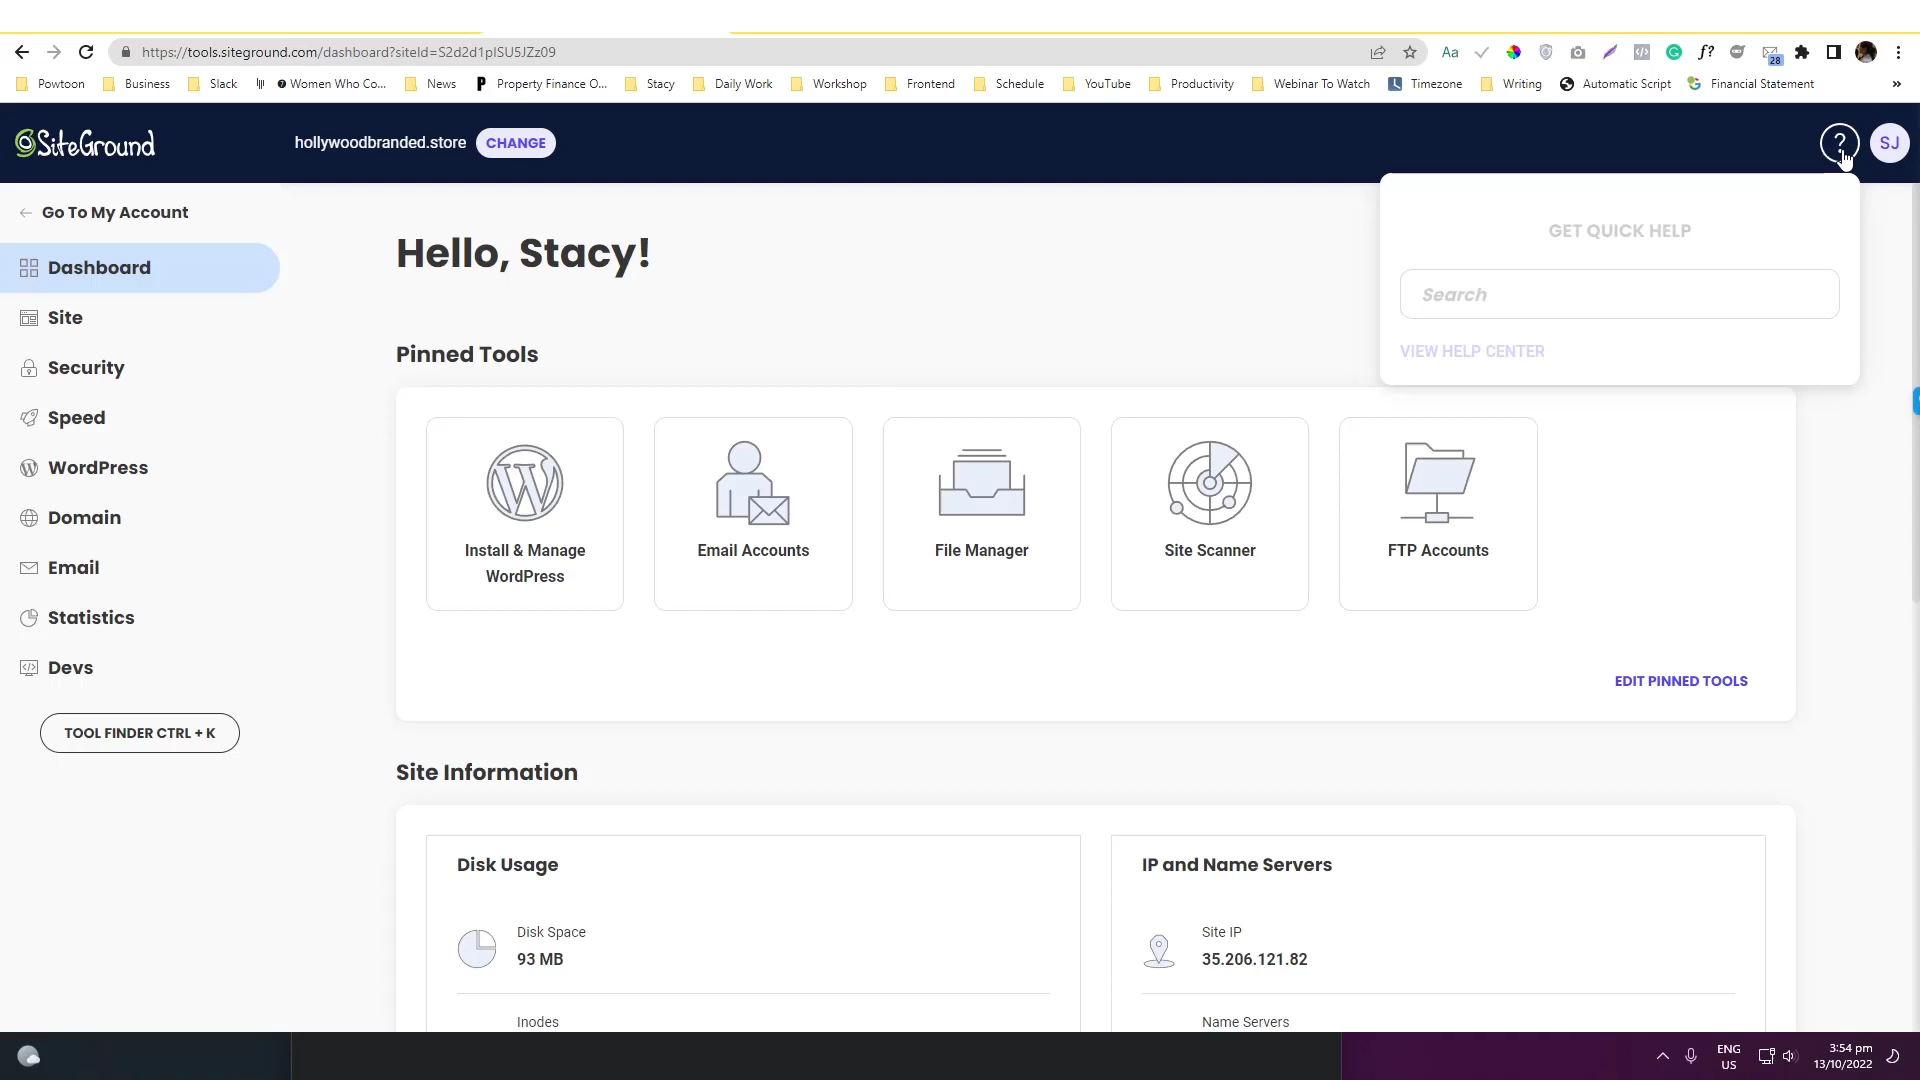 https://tools.siteground.com/dashboard?siteId=S2d2d1plSU5JZz09
Aa
f?
28
Powtoon
Business
Slack
Women Who Co...
News
Property Finance O...
Stacy
Daily Work
Workshop
Frontend
Schedule
YouTube
Productivity
Webinar To Watch
Timezone
Writing
Automatic Script
Financial Statement
»
SiteGround
hollywoodbranded.store
CHANGE
?
SJ
Go To My Account
Dashboard
Site
Security
Speed
WordPress
Domain
Email
Statistics
Devs
TOOL FINDER CTRL + K
Hello, Stacy!
GET QUICK HELP
Search
VIEW HELP CENTER
Pinned Tools
Install & Manage
WordPress
Email Accounts
File Manager
Site Scanner
FTP Accounts
EDIT PINNED TOOLS
Site Information
Disk Usage
Disk Space
93 MB
Inodes
IP and Name Servers
Site IP
35.206.121.82
Name Servers
ENG
US
3:54 pm
13/10/2022